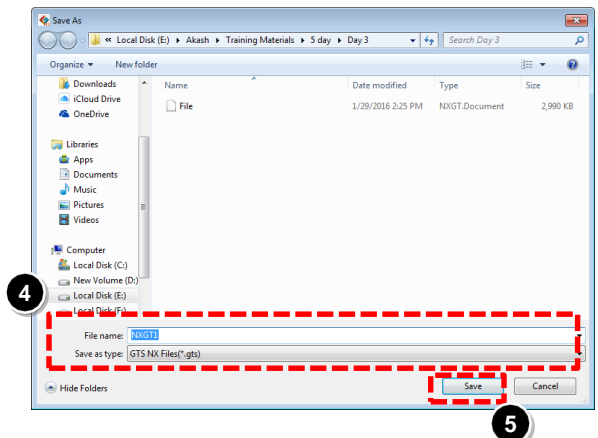 Save As
« Local Disk (E:) ▸ Akash ▸ Training Materials ▸ 5 day ▸ Day 3
Search Day 3
Organize ▾ New folder
Name Date modified Type Size
Downloads
iCloud Drive
OneDrive
File 1/29/2016 2:25 PM NXGT.Document 2,990 KB
Libraries
Apps
Documents
Music
Pictures
Videos
Computer
Local Disk (C:)
New Volume (D:)
Local Disk (E:)
Local Disk (F:)
4
File name: NXGT1
Save as type: GTS NX Files(*.gts)
Hide Folders
Save Cancel
5